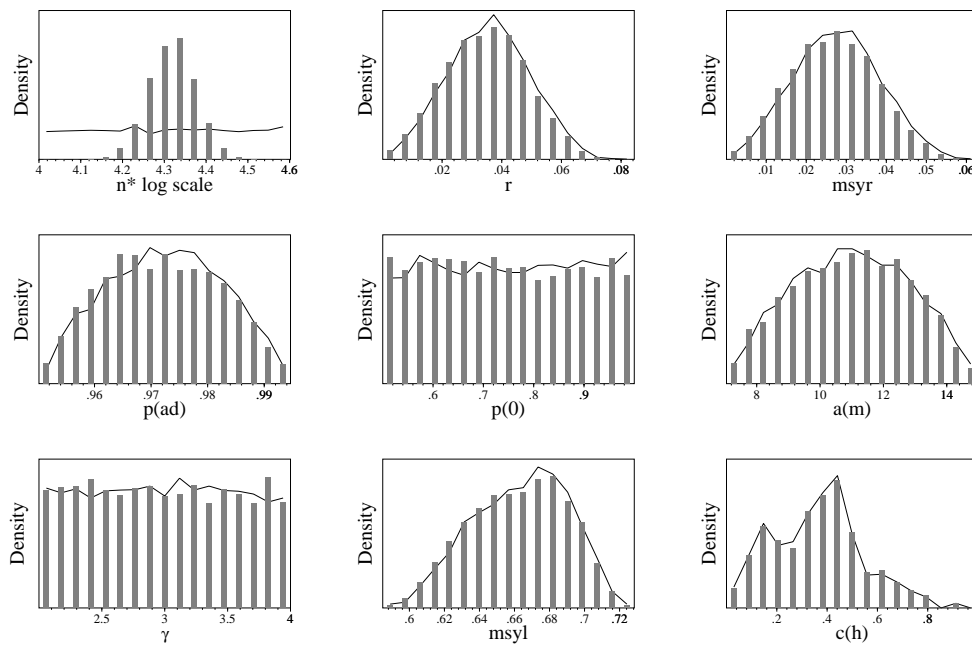 Density Density Density
4 4.1 4.2 4.3 4.4 4.5 4.6 .02 .04 .06 .08 .01 .02 .03 .04 .05 .06
n* log scale r msyr
Density Density Density
.96 .97 .98 .99 .6 .7 .8 .9 8 10 12 14
p(ad) p(0) a(m)
Density Density Density
2.5 3 3.5 4 .6 .62 .64 .66 .68 .7 .72 .2 .4 .6 .8
γ msyl c(h)